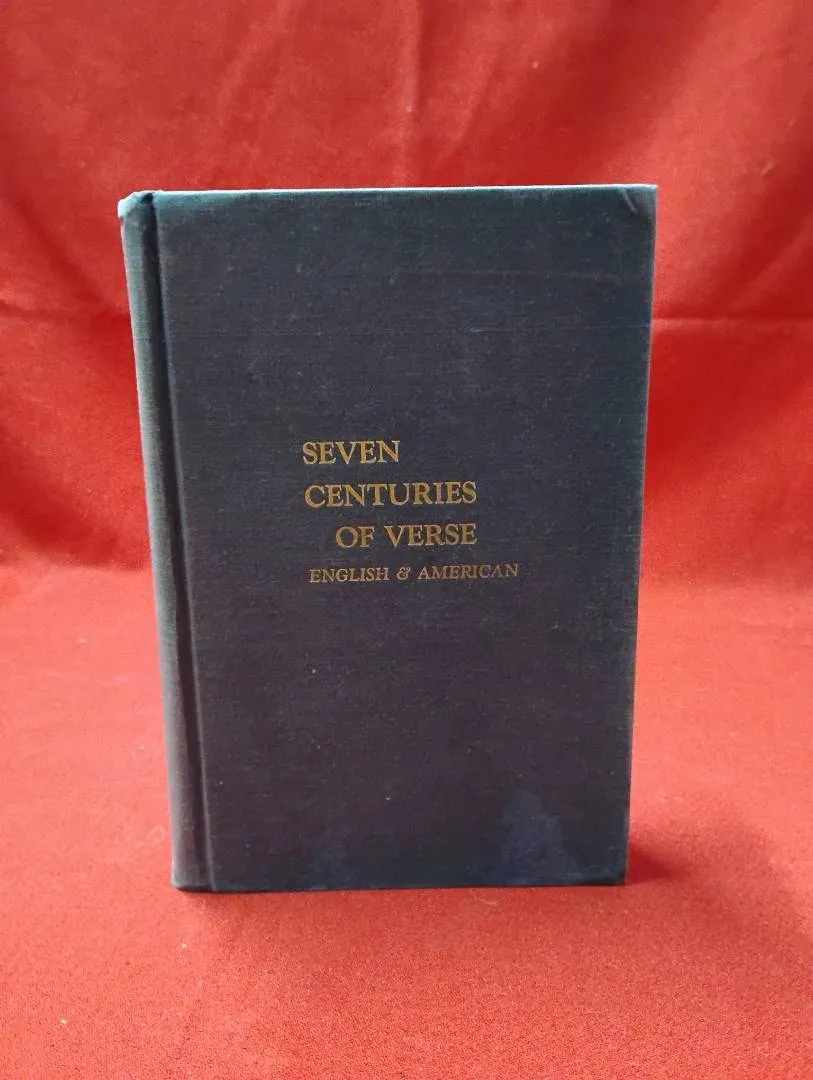 SEVEN
CENTURIES
OF VERSE
ENGLISH & AMERICAN